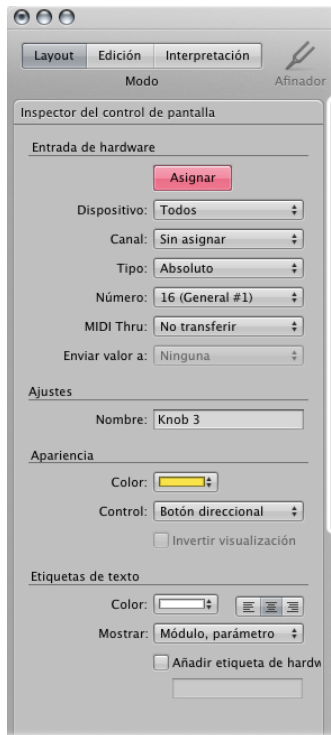 Layout Edición Interpretación
Modo Afinador
Inspector del control de pantalla
Entrada de hardware
Asignar
Dispositivo: Todos
Canal: Sin asignar
Tipo: Absoluto
Número: 16 (General #1)
MIDI Thru: No transferir
Enviar valor a: Ninguna
Ajustes
Nombre: Knob 3
Apariencia
Color:
Control: Botón direccional
Invertir visualización
Etiquetas de texto
Color:
Mostrar: Módulo, parámetro
Añadir etiqueta de hardw